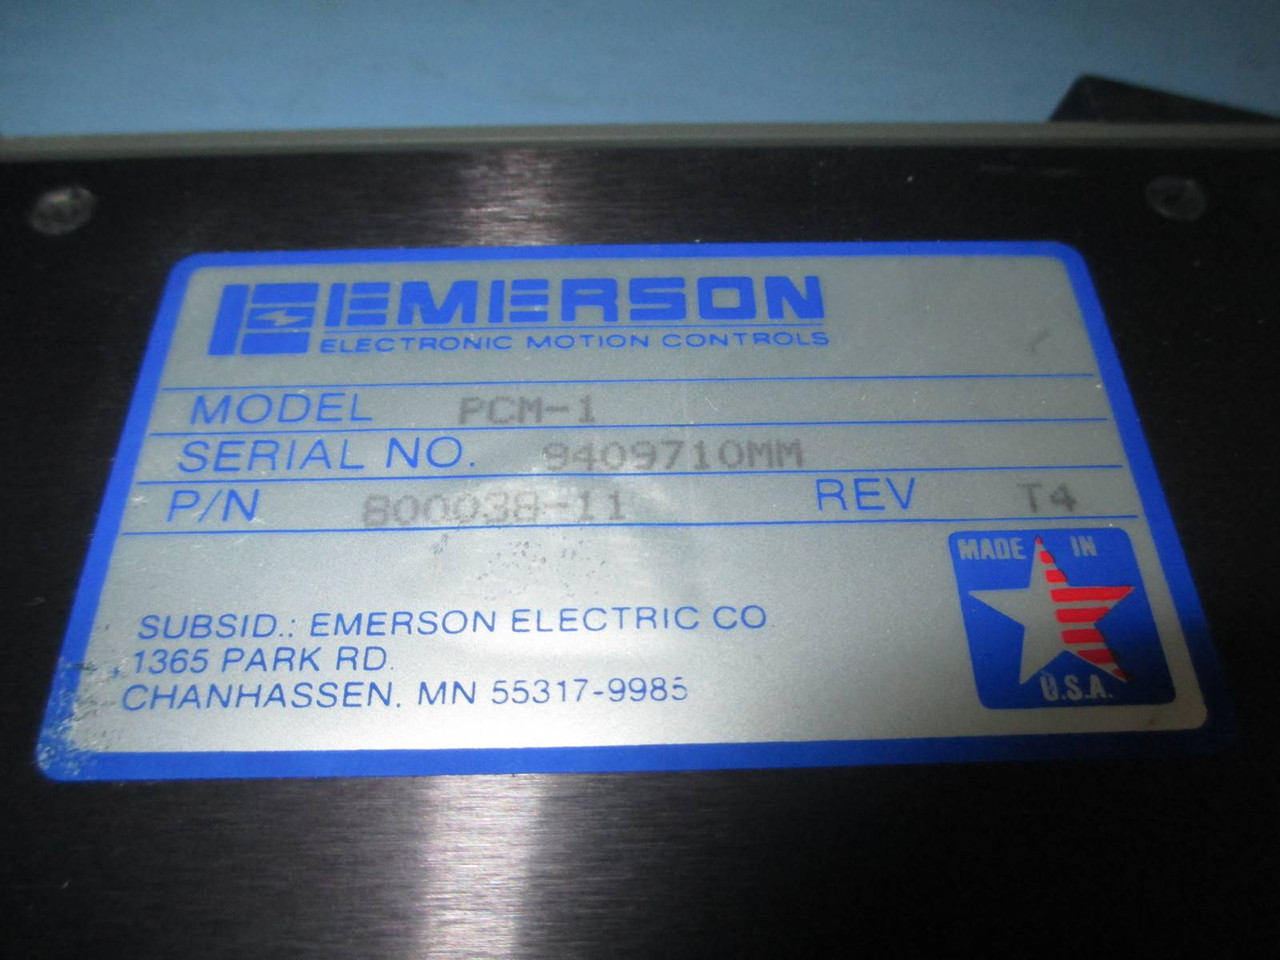 EMERSON
ELECTRONIC MOTION CONTROLS
MODEL PCM-1
SERIAL NO. 9409710MM
P/N 800038-11 REV T4
MADE IN
U.S.A.
SUBSID.: EMERSON ELECTRIC CO
1365 PARK RD.
CHANHASSEN, MN 55317-9985